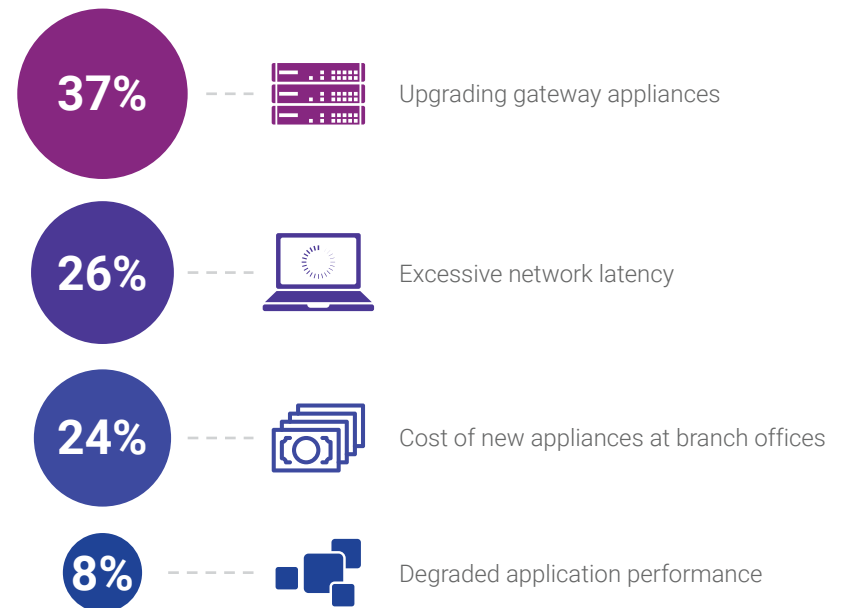 37% Upgrading gateway appliances
26% Excessive network latency
24% Cost of new appliances at branch offices
8% Degraded application performance